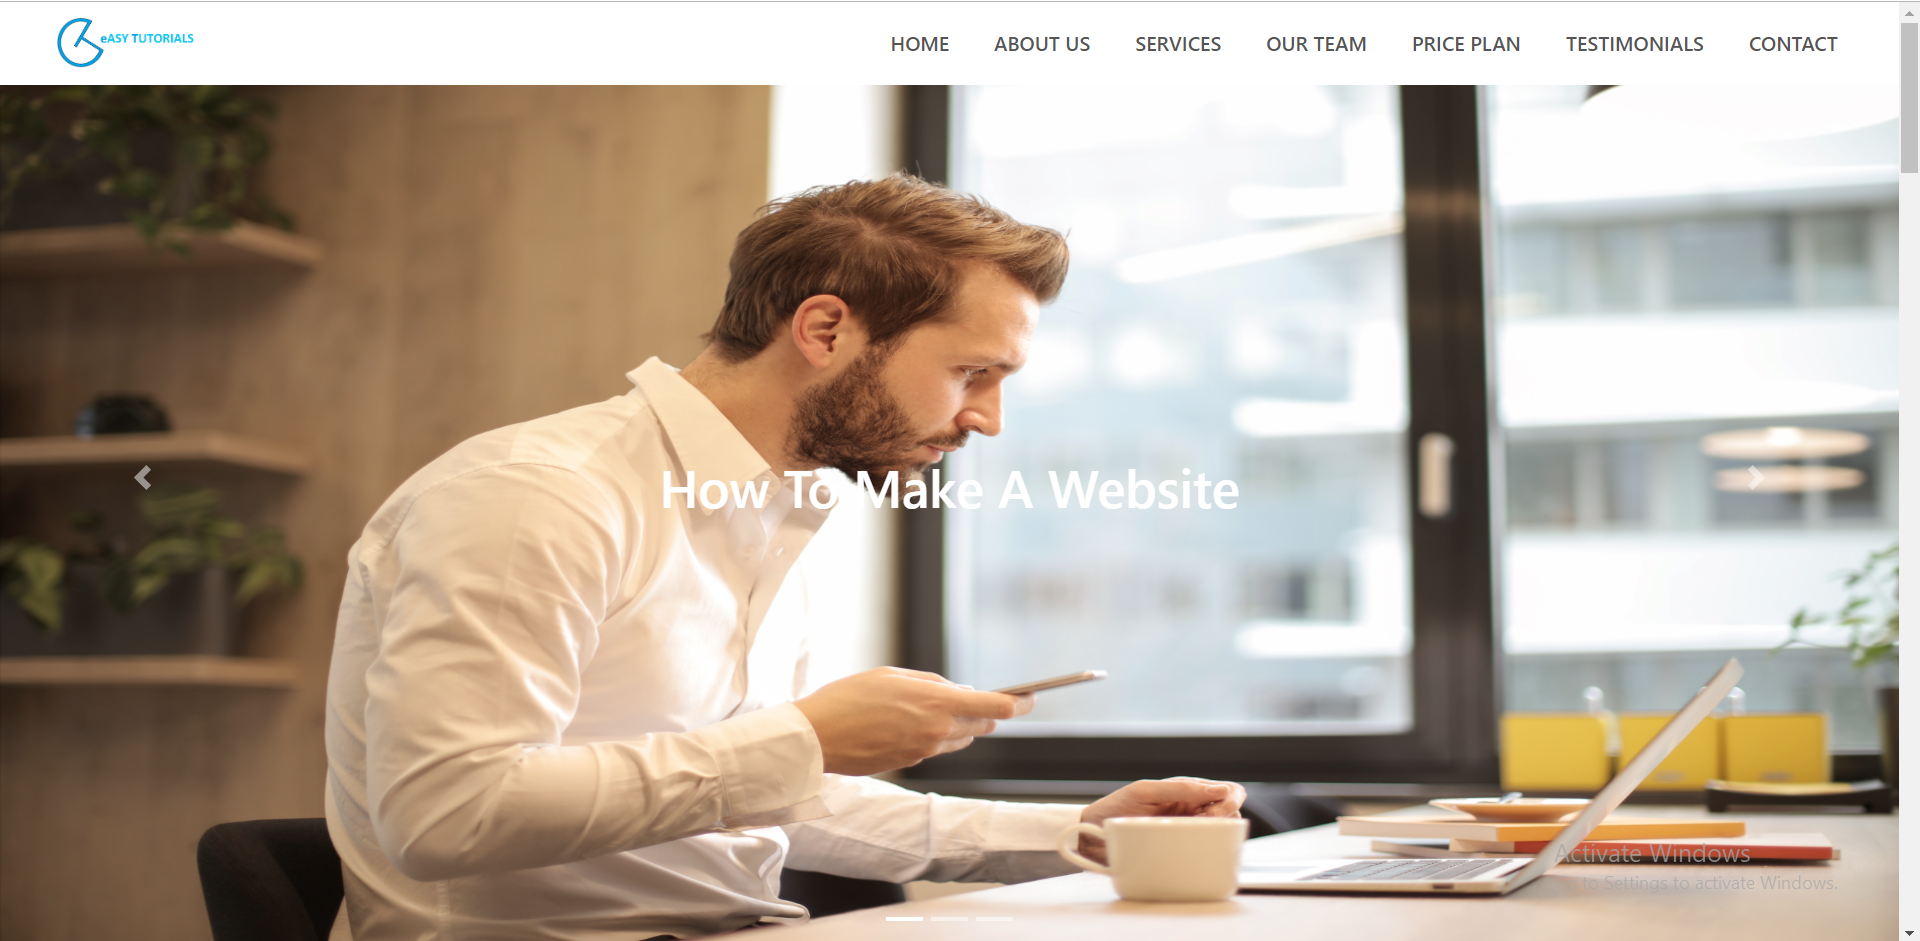 eASY TUTORIALS
HOME ABOUT US SERVICES OUR TEAM PRICE PLAN TESTIMONIALS CONTACT
How To Make A Website
Activate Windows
to Settings to activate Windows.